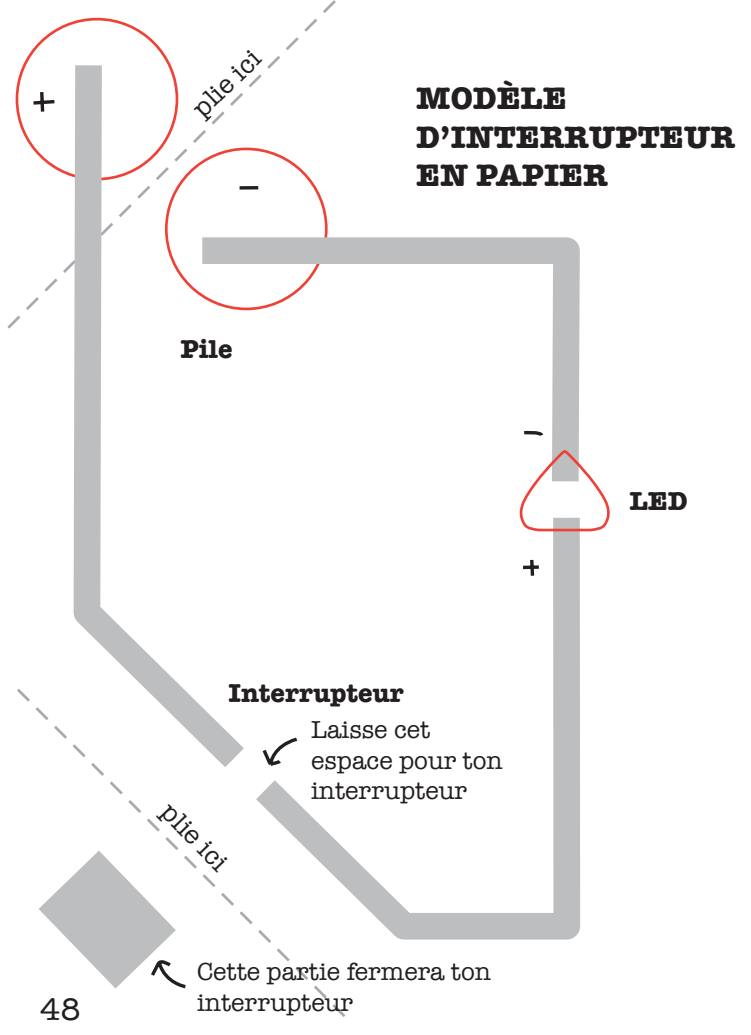 MODÈLE
D'INTERRUPTEUR
EN PAPIER
plie ici
+
–
Pile
–
LED
+
Interrupteur
Laisse cet
espace pour ton
interrupteur
plie ici
Cette partie fermera ton
interrupteur
48